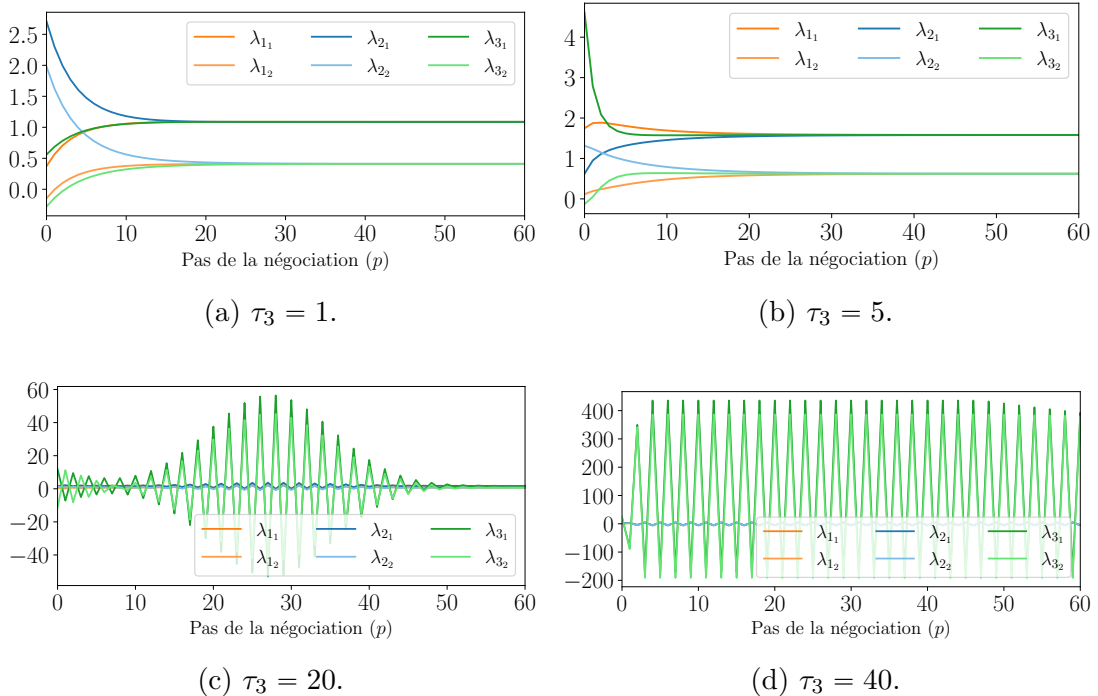 2.5
2.0
1.5
1.0
0.5
0.0
λ₁₁ λ₂₁ λ₃₁
λ₁₂ λ₂₂ λ₃₂
0 10 20 30 40 50 60
Pas de la négociation (p)
(a) τ₃ = 1.
4
3
2
1
0
λ₁₁ λ₂₁ λ₃₁
λ₁₂ λ₂₂ λ₃₂
0 10 20 30 40 50 60
Pas de la négociation (p)
(b) τ₃ = 5.
60
40
20
0
−20
−40
λ₁₁ λ₂₁ λ₃₁
λ₁₂ λ₂₂ λ₃₂
0 10 20 30 40 50 60
Pas de la négociation (p)
(c) τ₃ = 20.
400
300
200
100
0
−100
−200
λ₁₁ λ₂₁ λ₃₁
λ₁₂ λ₂₂ λ₃₂
0 10 20 30 40 50 60
Pas de la négociation (p)
(d) τ₃ = 40.